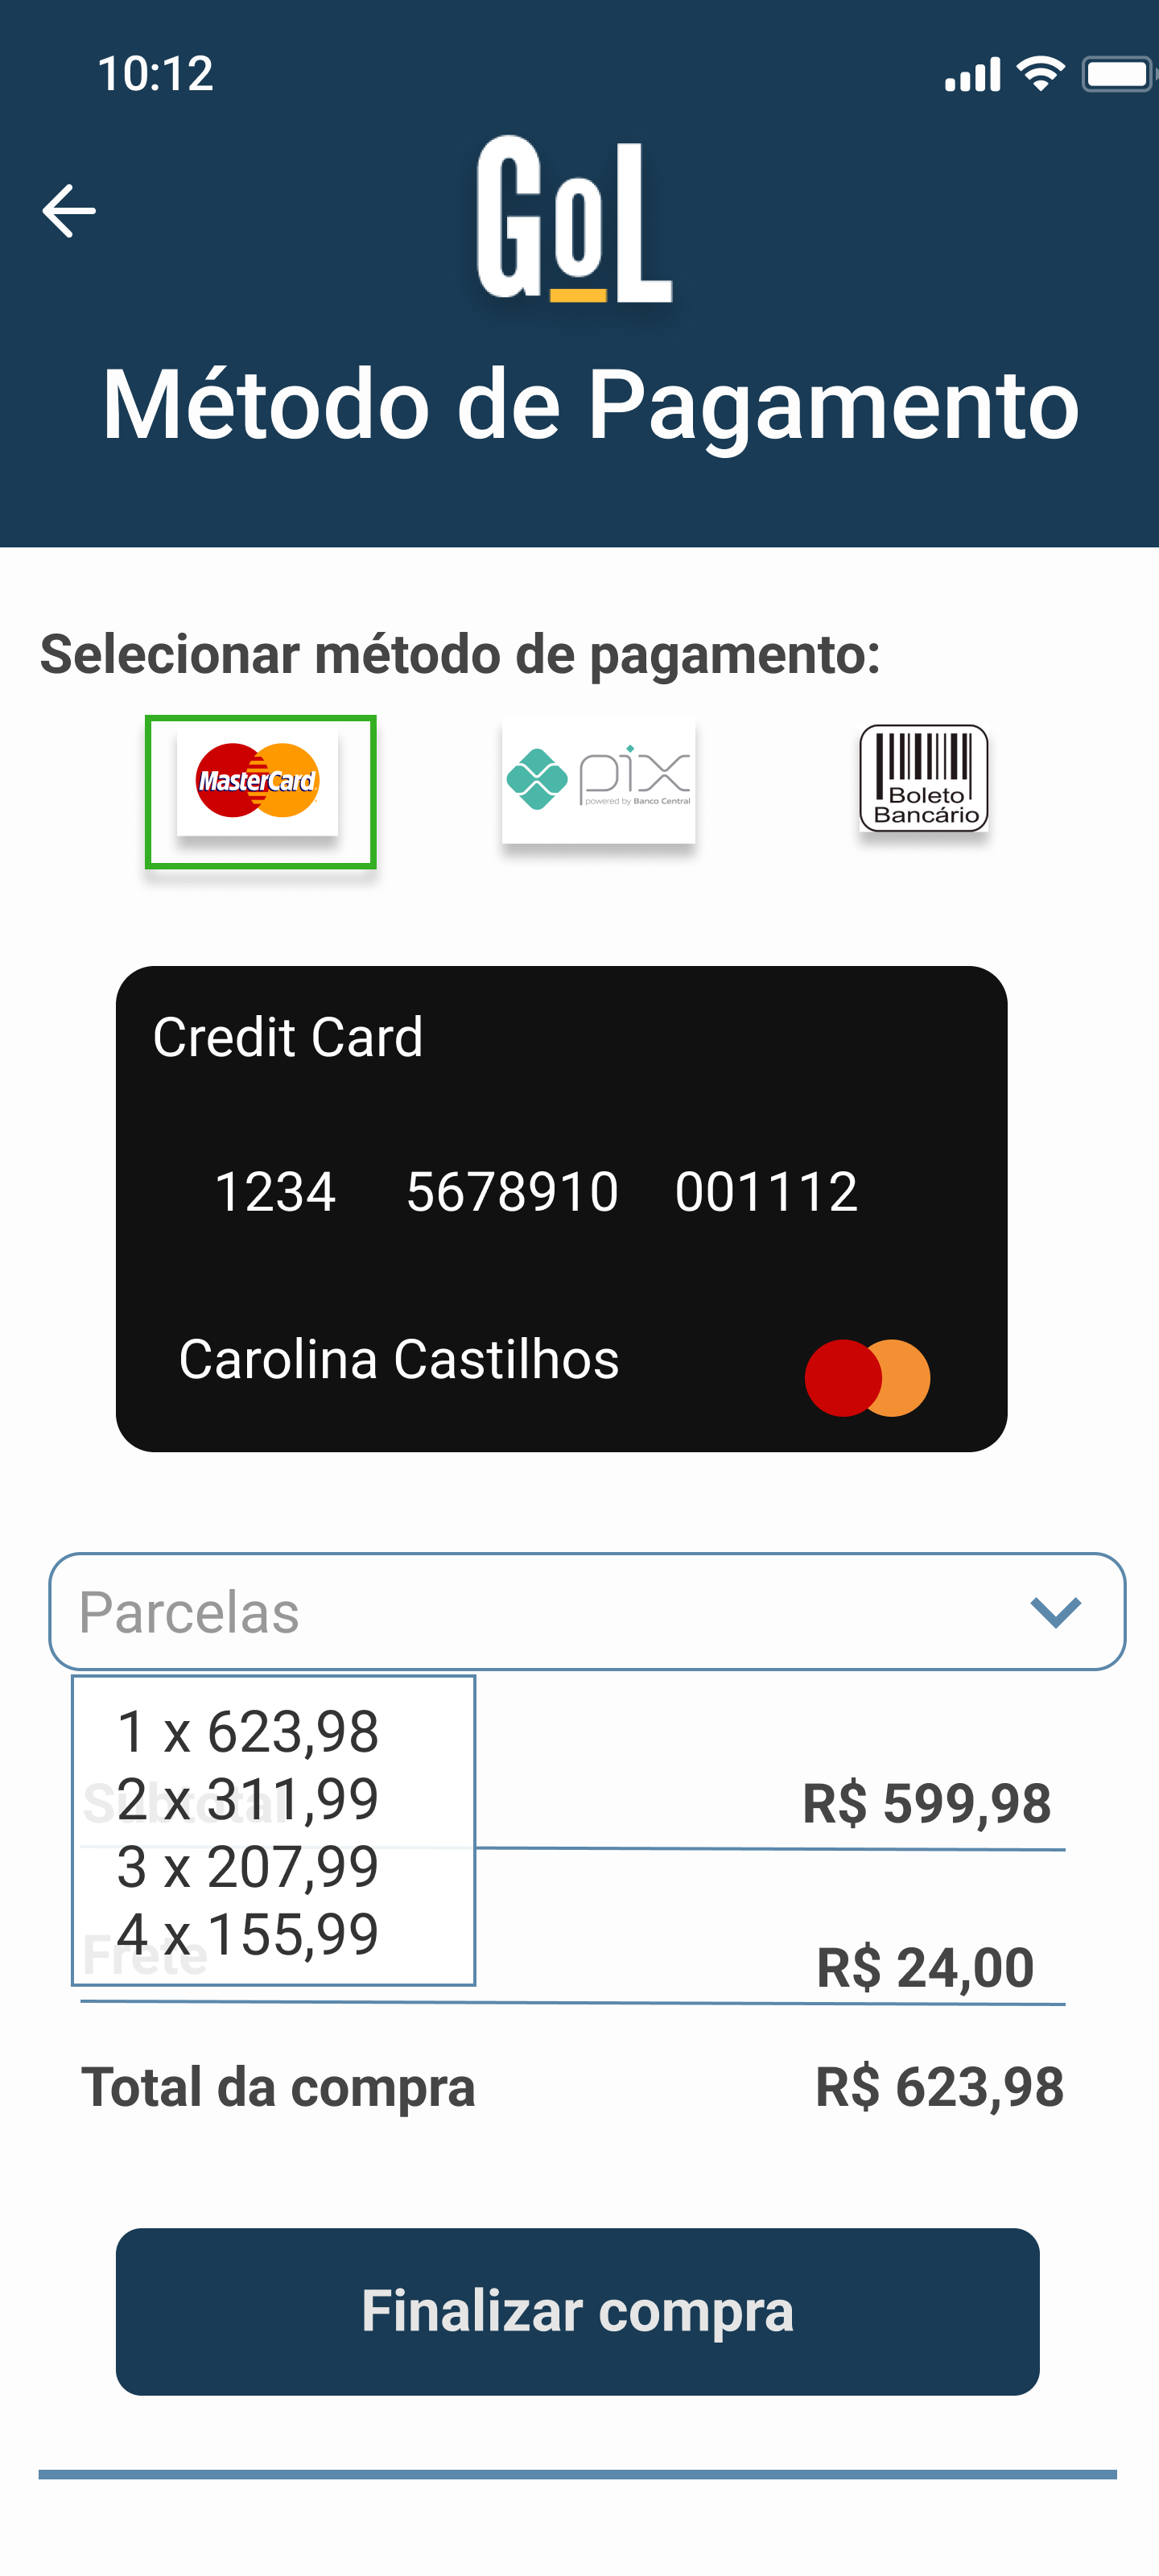 10:12
GoL
Método de Pagamento
Selecionar método de pagamento:
MasterCard
pix
powered by Banco Central
Boleto
Bancário
Credit Card
1234 5678910 001112
Carolina Castilhos
Parcelas
1 x 623,98
2 x 311,99
3 x 207,99
4 x 155,99
Subtotal R$ 599,98
Frete R$ 24,00
Total da compra R$ 623,98
Finalizar compra